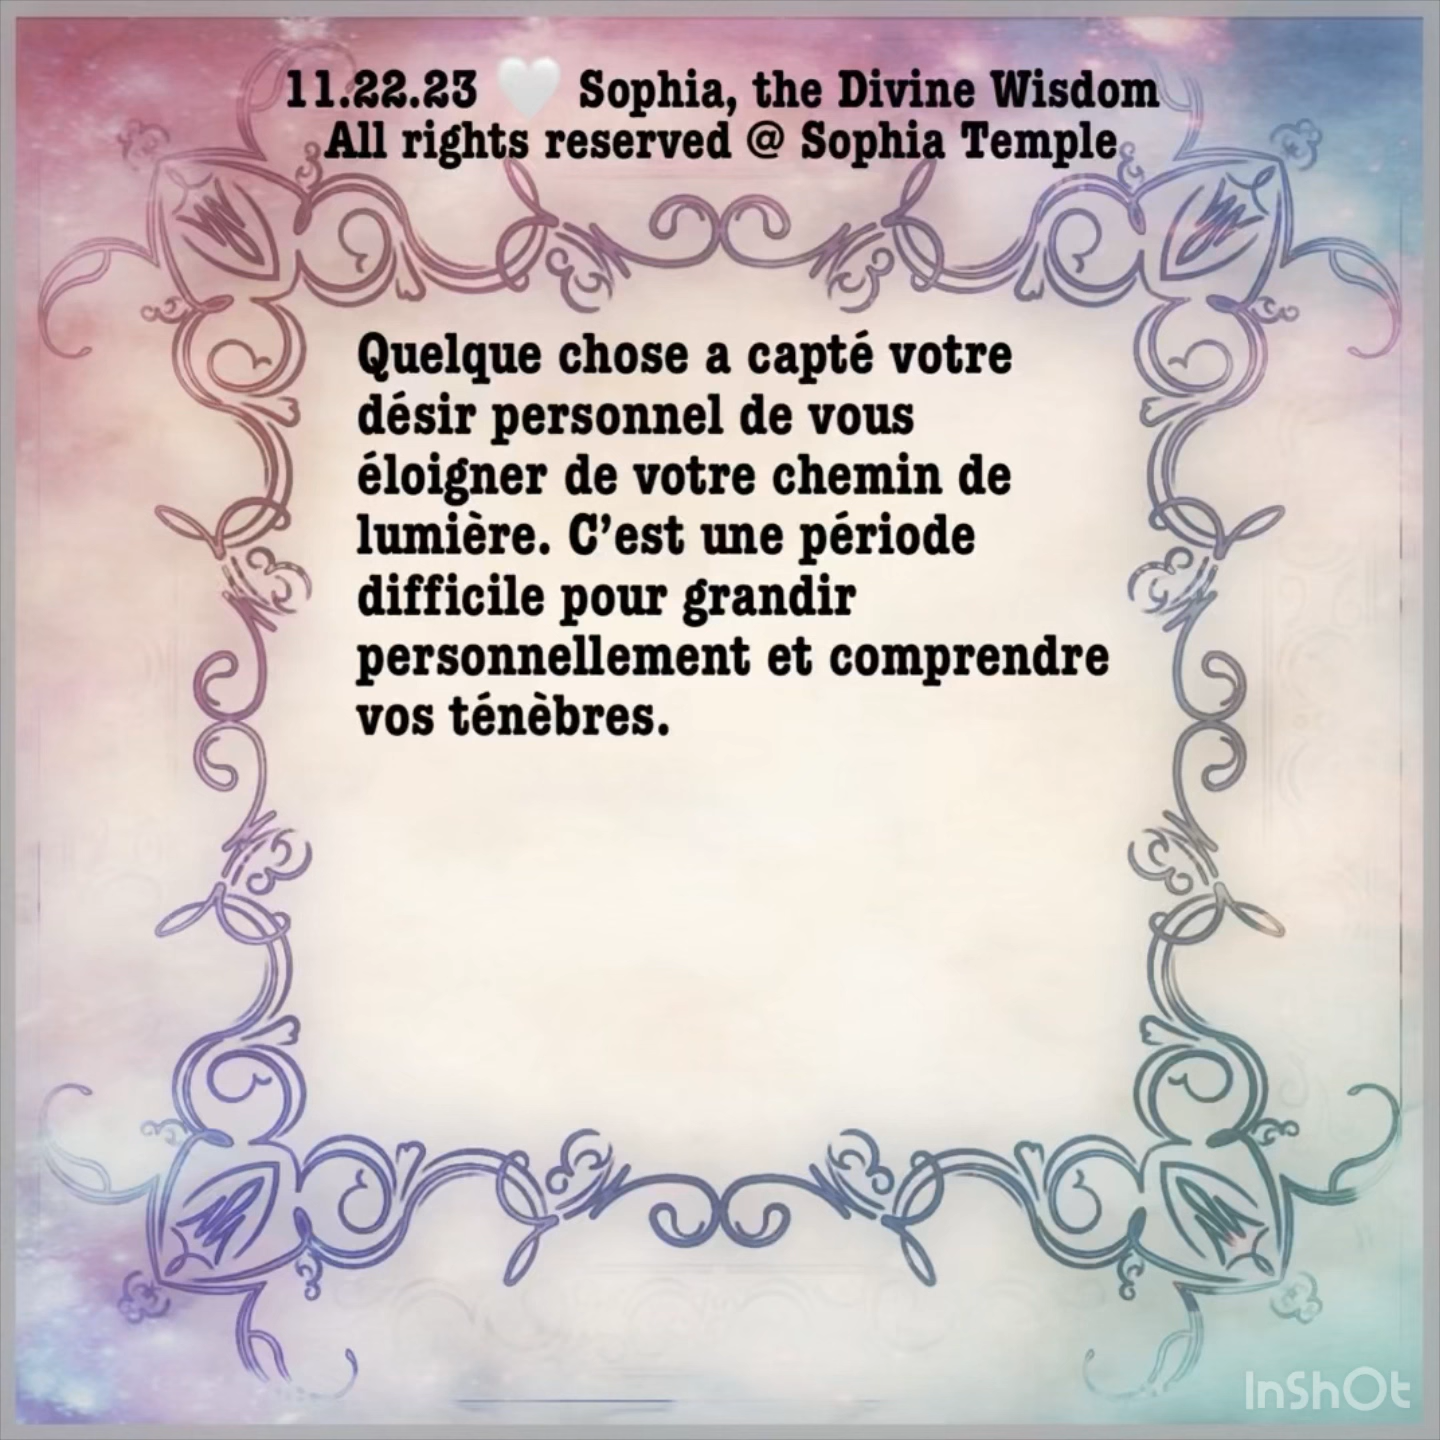 11.22.23 🤍 Sophia, the Divine Wisdom
All rights reserved @ Sophia Temple
Quelque chose a capté votre
désir personnel de vous
éloigner de votre chemin de
lumière. C’est une période
difficile pour grandir
personnellement et comprendre
vos ténèbres.
InShOt